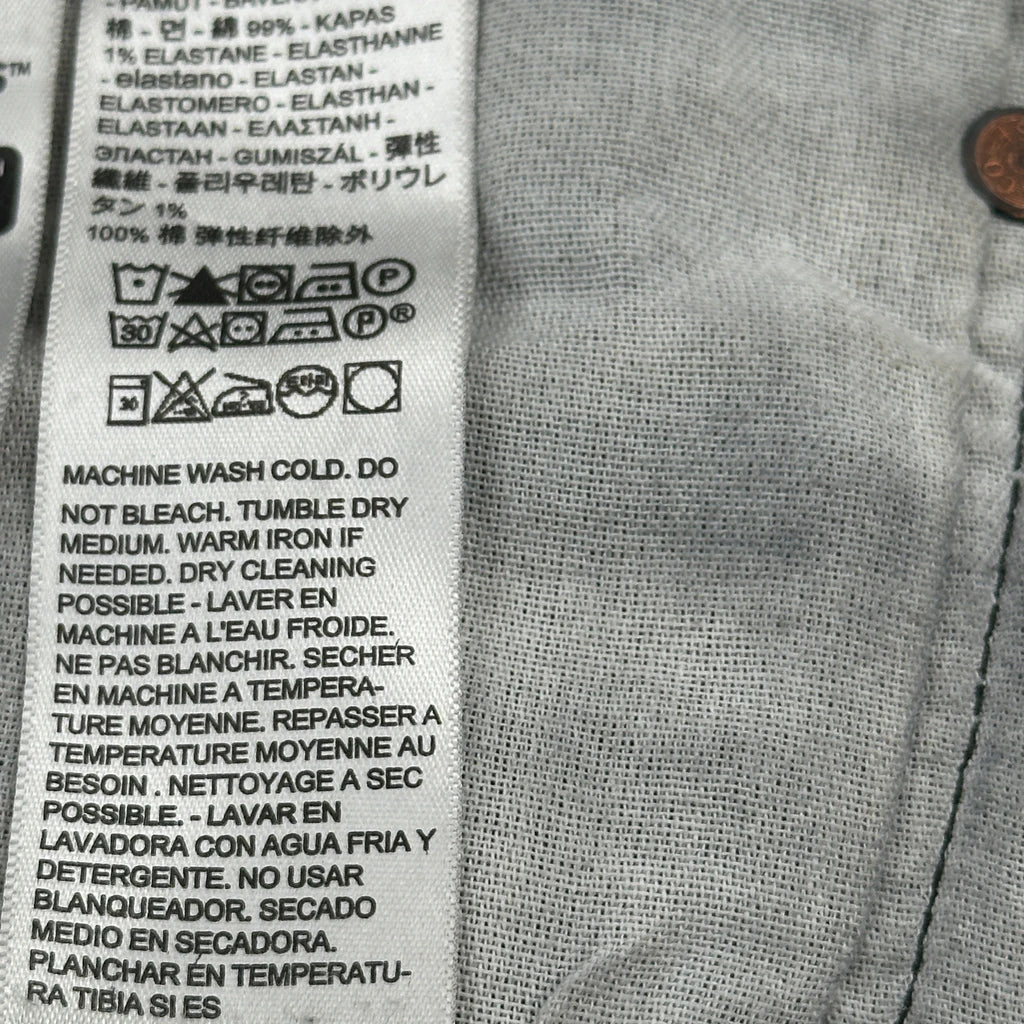 棉 - 면 - 綿 99% - KAPAS
1% ELASTANE - ELASTHANNE
- elastano - ELASTAN -
ELASTOMERO - ELASTHAN -
ELASTAAN - ΕΛΑΣΤΑΝΗ -
ЭЛАСТАН - GUMISZÁL - 彈性
纖維 - 폴리우레탄 - ポリウレ
タン 1%
100% 棉 弹性纤维除外
P
30 P®
30 드라이
MACHINE WASH COLD. DO
NOT BLEACH. TUMBLE DRY
MEDIUM. WARM IRON IF
NEEDED. DRY CLEANING
POSSIBLE - LAVER EN
MACHINE A L'EAU FROIDE.
NE PAS BLANCHIR. SECHER
EN MACHINE A TEMPERA-
TURE MOYENNE. REPASSER A
TEMPERATURE MOYENNE AU
BESOIN . NETTOYAGE A SEC
POSSIBLE. - LAVAR EN
LAVADORA CON AGUA FRIA Y
DETERGENTE. NO USAR
BLANQUEADOR. SECADO
MEDIO EN SECADORA.
PLANCHAR EN TEMPERATU-
RA TIBIA SI ES